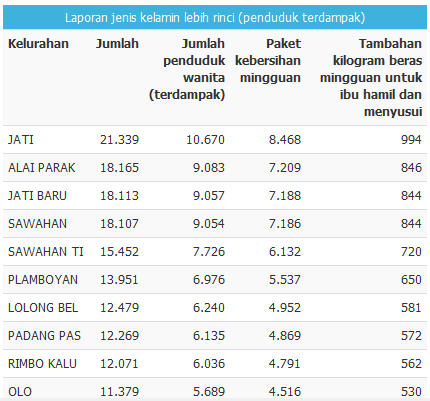 Laporan jenis kelamin lebih rinci (penduduk terdampak)
Kelurahan Jumlah Jumlah penduduk wanita (terdampak) Paket kebersihan mingguan Tambahan kilogram beras mingguan untuk ibu hamil dan menyusui
JATI 21.339 10.670 8.468 994
ALAI PARAK 18.165 9.083 7.209 846
JATI BARU 18.113 9.057 7.188 844
SAWAHAN 18.107 9.054 7.186 844
SAWAHAN TI 15.452 7.726 6.132 720
PLAMBOYAN 13.951 6.976 5.537 650
LOLONG BEL 12.479 6.240 4.952 581
PADANG PAS 12.269 6.135 4.869 572
RIMBO KALU 12.071 6.036 4.791 562
OLO 11.379 5.689 4.516 530